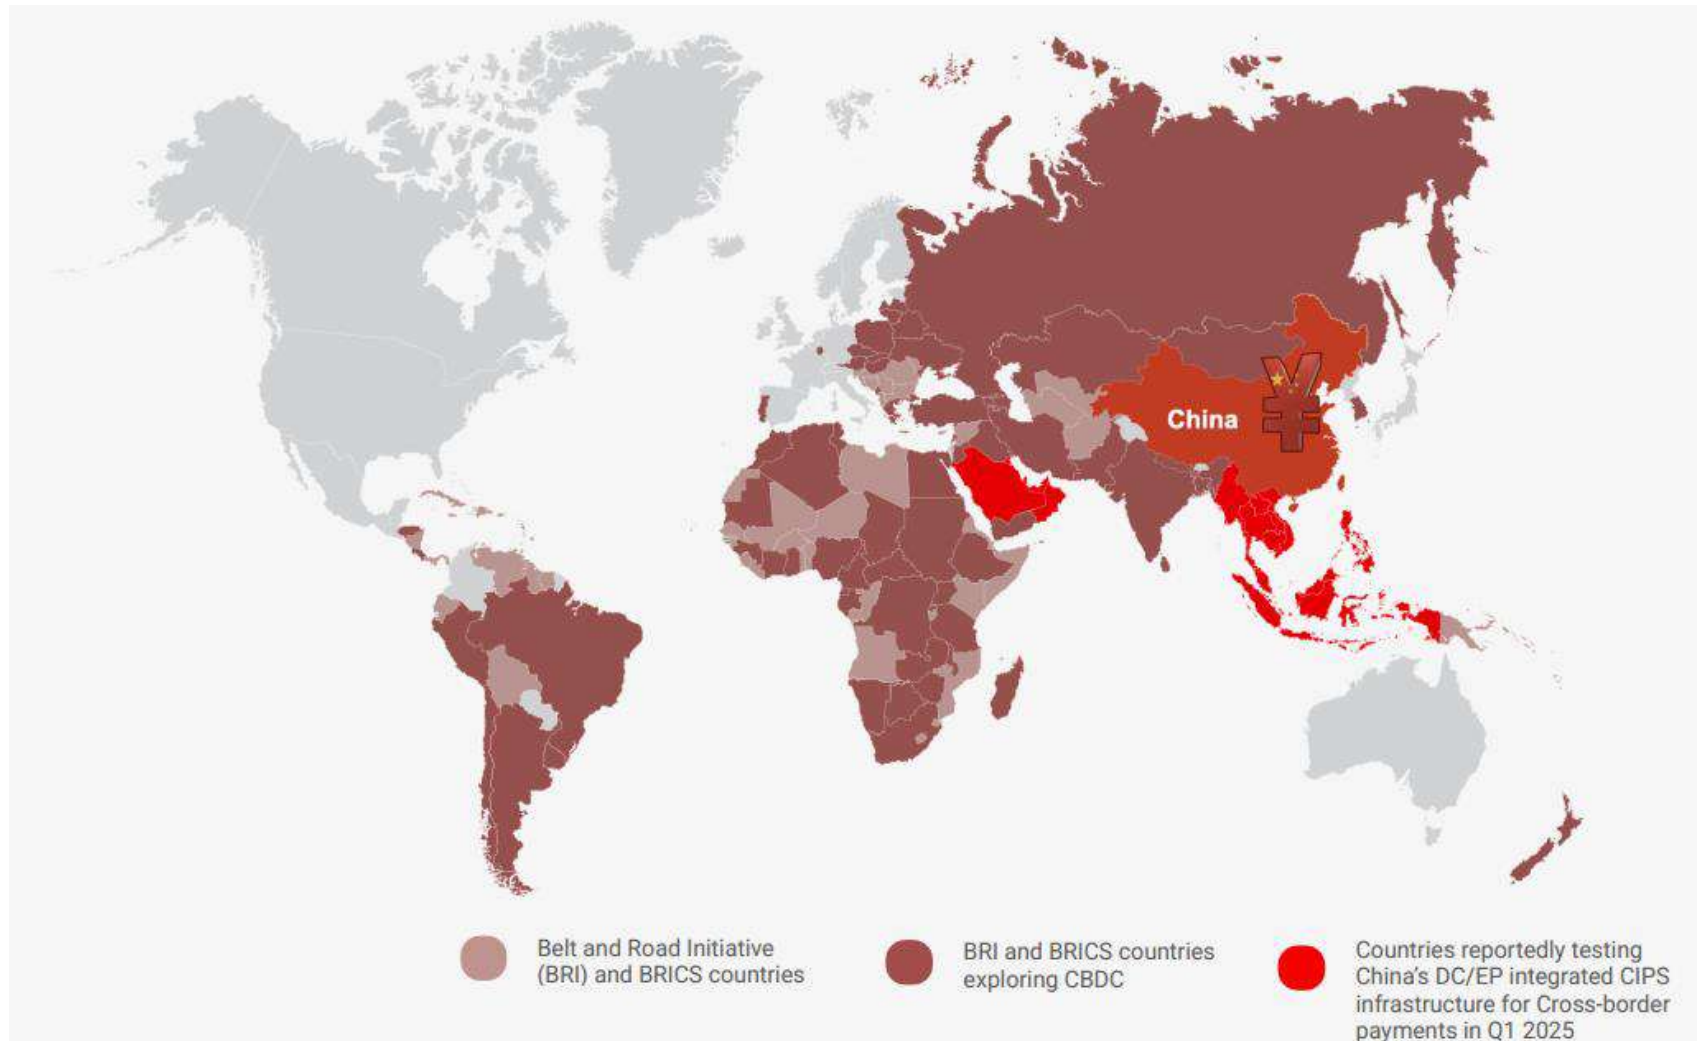 China
Belt and Road Initiative
(BRI) and BRICS countries
BRI and BRICS countries
exploring CBDC
Countries reportedly testing
China's DC/EP integrated CIPS
infrastructure for Cross-border
payments in Q1 2025